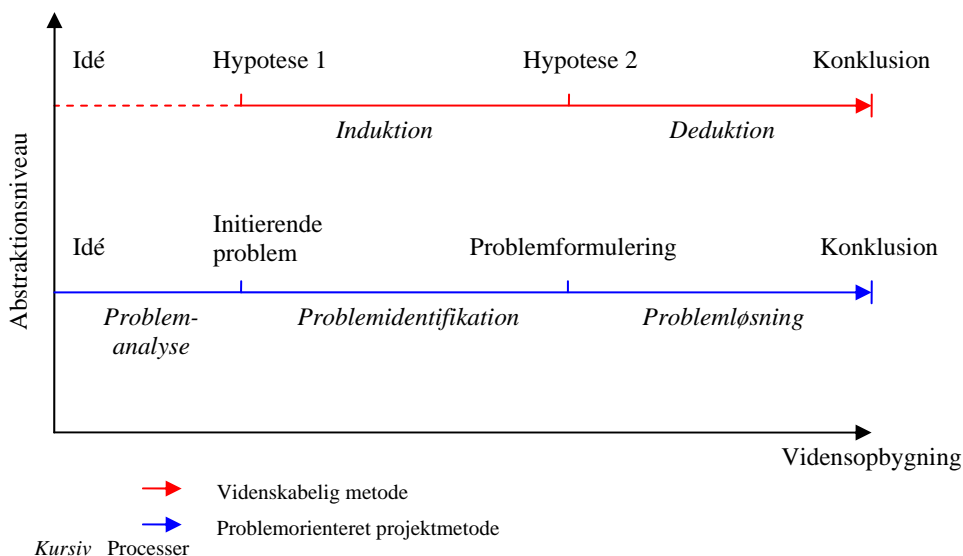 Idé Hypotese 1 Hypotese 2 Konklusion
Induktion Deduktion
Abstraktionsniveau
Initierende
Idé problem Problemformulering Konklusion
Problem- Problemidentifikation Problemløsning
analyse
Vidensopbygning
Videnskabelig metode
Problemorienteret projektmetode
Kursiv Processer